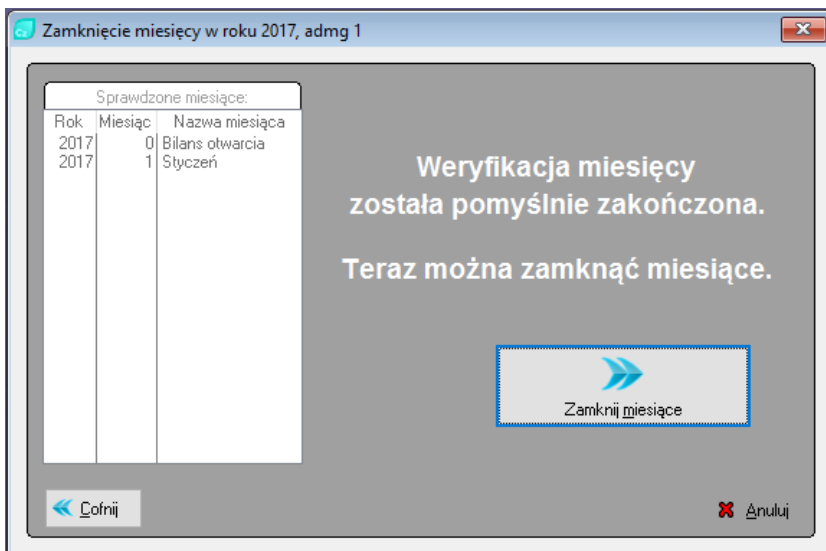 Zamknięcie miesięcy w roku 2017, admg 1
Sprawdzone miesiące:
Rok Miesiąc Nazwa miesiąca
2017 0 Bilans otwarcia
2017 1 Styczeń
Weryfikacja miesięcy
została pomyślnie zakończona.
Teraz można zamknąć miesiące.
Zamknij miesiące
Cofnij
Anuluj